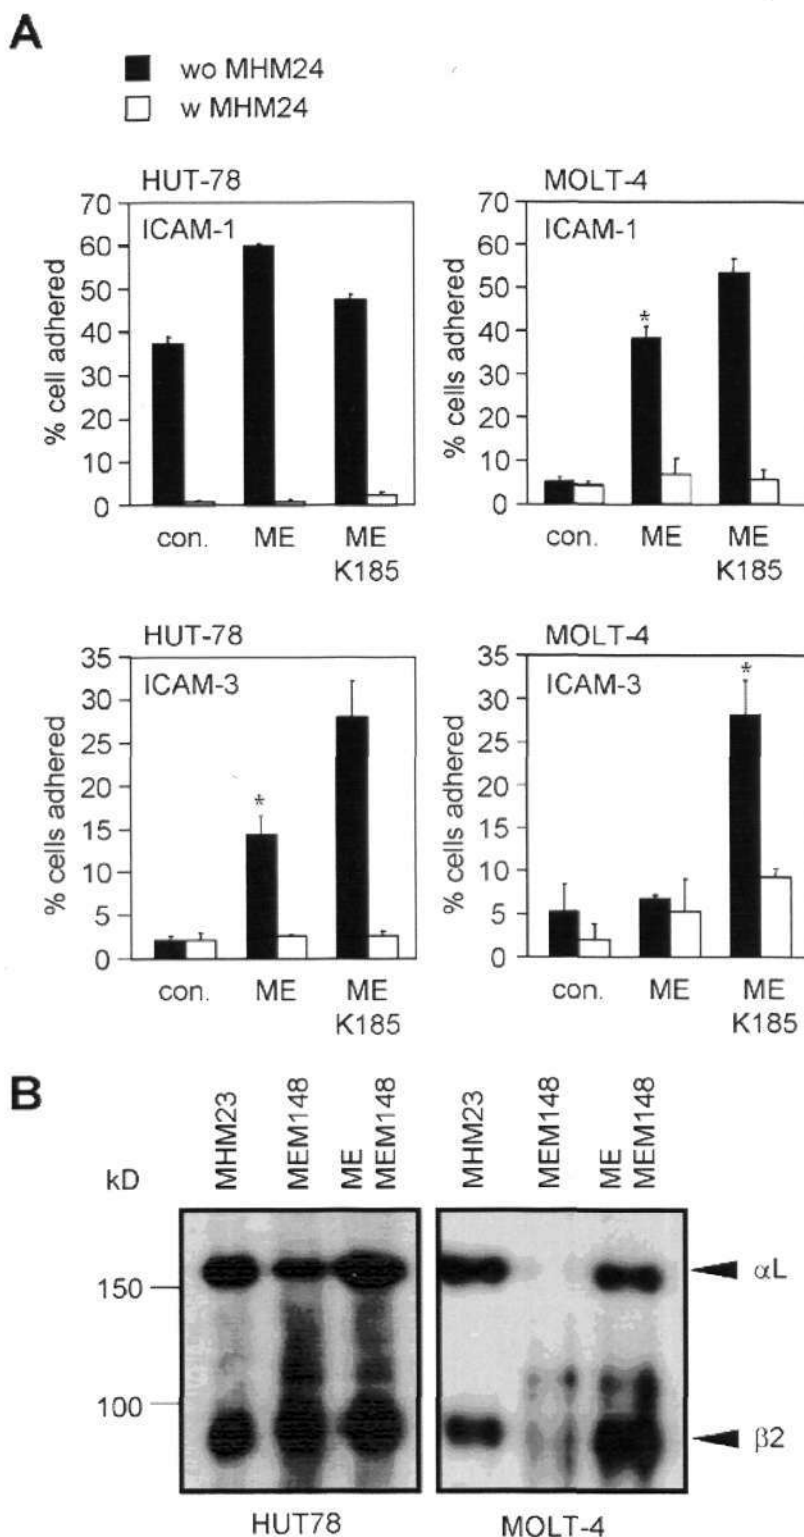 A
wo MHM24
w MHM24
HUT-78
ICAM-1
% cell adhered
70
60
50
40
30
20
10
0
con. ME ME
K185
MOLT-4
ICAM-1
% cells adhered
70
60
50
40
30
20
10
0
*
con. ME ME
K185
HUT-78
ICAM-3
% cells adhered
35
30
25
20
15
10
5
0
*
con. ME ME
K185
MOLT-4
ICAM-3
% cells adhered
35
30
25
20
15
10
5
0
*
con. ME ME
K185
B
kD
150
100
MHM23
MEM148
ME
MEM148
HUT78
MHM23
MEM148
ME
MEM148
MOLT-4
αL
β2